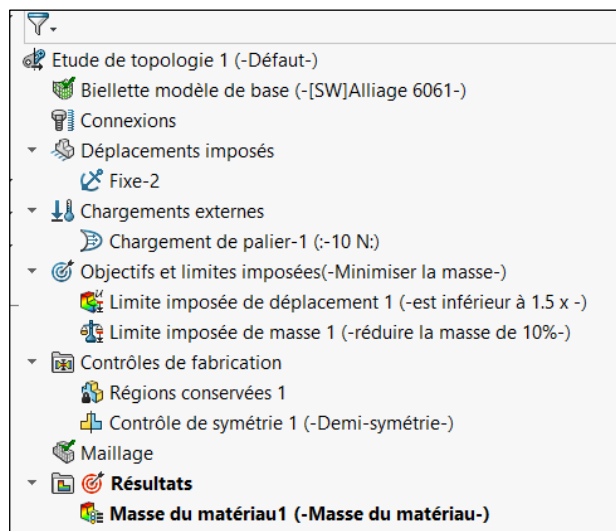 Etude de topologie 1 (-Défaut-)
Biellette modèle de base (-[SW]Alliage 6061-)
Connexions
Déplacements imposés
Fixe-2
Chargements externes
Chargement de palier-1 (:-10 N:)
Objectifs et limites imposées(-Minimiser la masse-)
Limite imposée de déplacement 1 (-est inférieur à 1.5 x -)
Limite imposée de masse 1 (-réduire la masse de 10%-)
Contrôles de fabrication
Régions conservées 1
Contrôle de symétrie 1 (-Demi-symétrie-)
Maillage
Résultats
Masse du matériau1 (-Masse du matériau-)